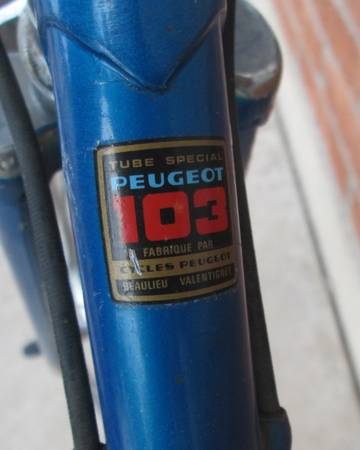 TUBE SPECIAL
PEUGEOT
103
FABRIQUE PAR
CYCLES PEUGEOT
BEAULIEU VALENTIGNEY